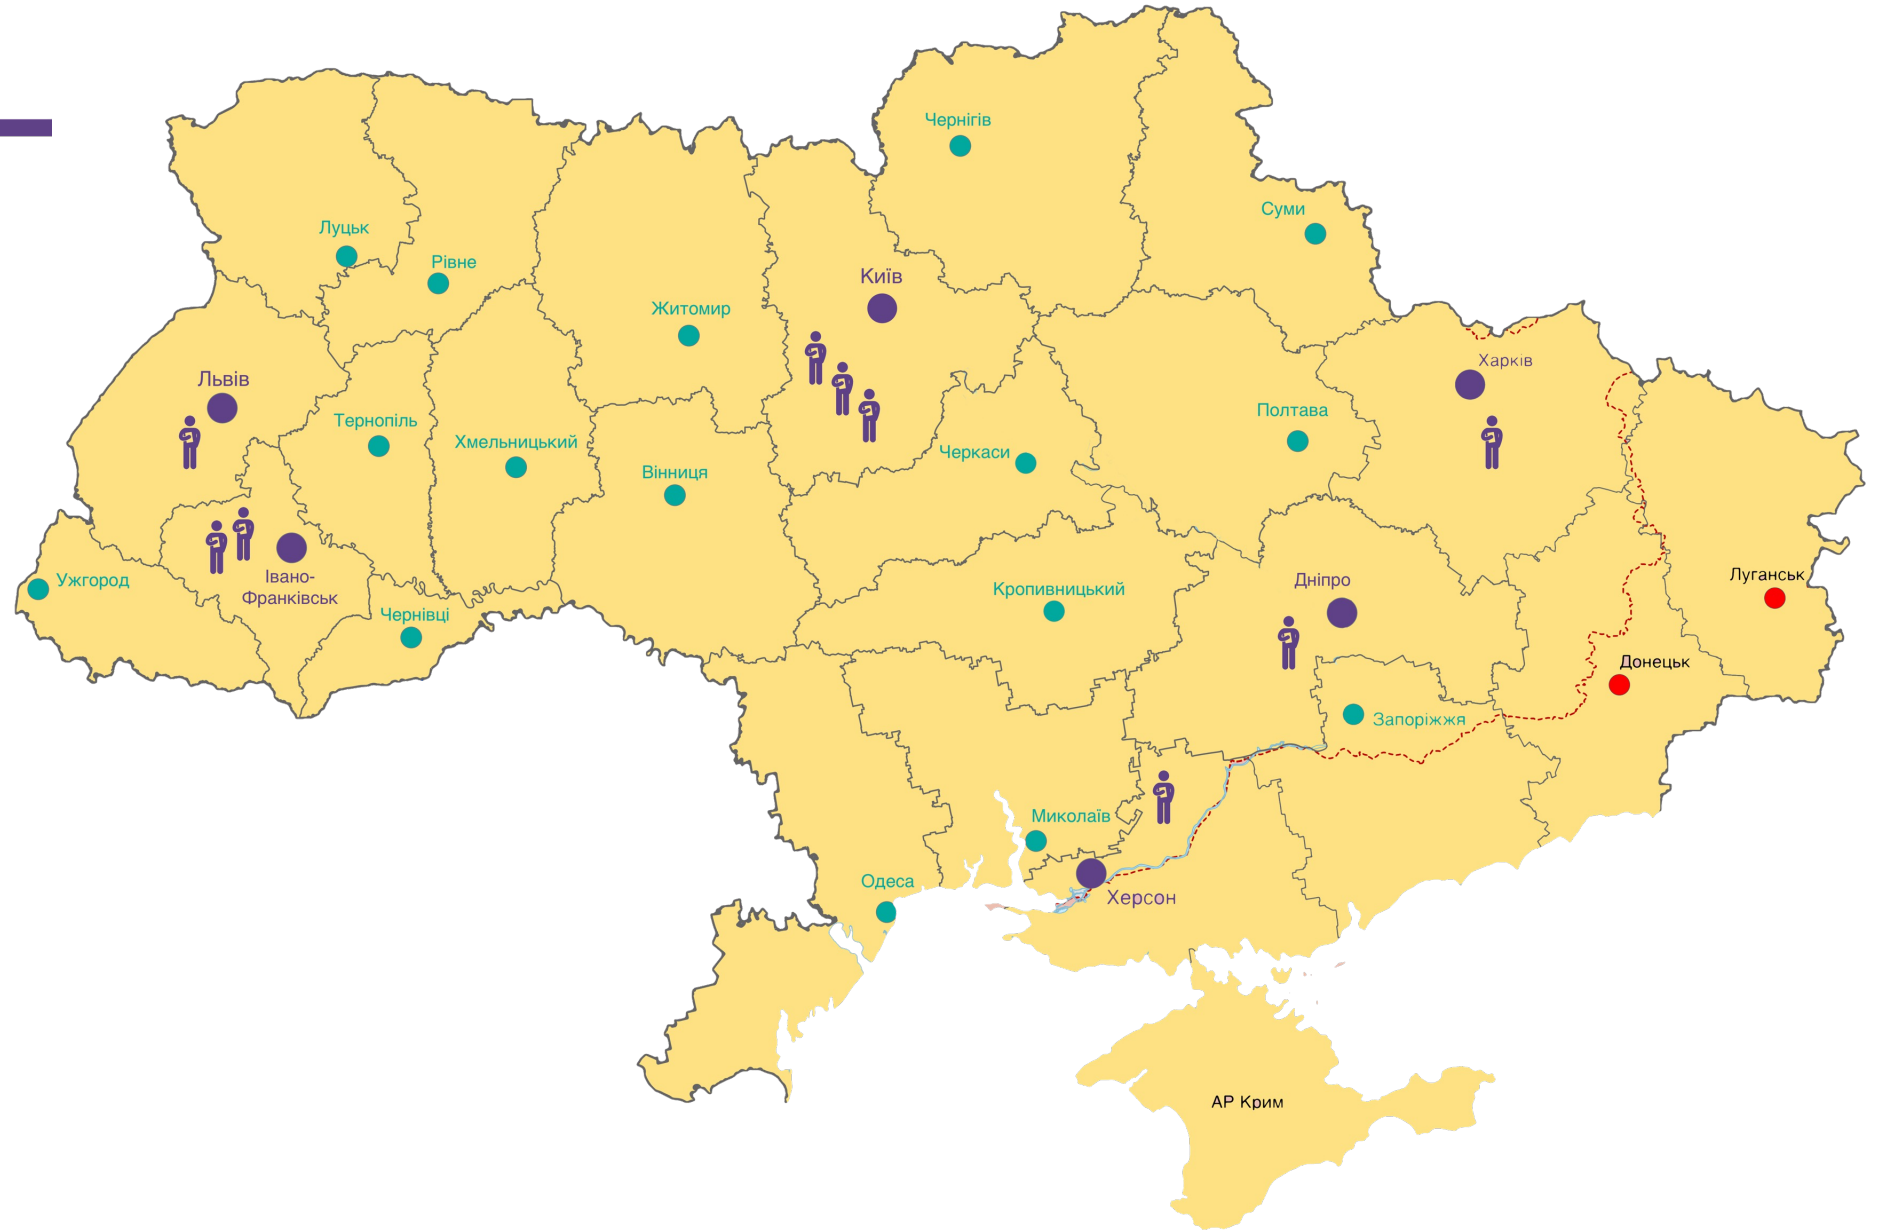 Чернігів
Суми
Луцьк
Рівне
Київ
Житомир
Харків
Львів
Полтава
Тернопіль
Хмельницький
Черкаси
Вінниця
Луганськ
Івано-
Франківськ
Ужгород
Дніпро
Кропивницький
Чернівці
Донецьк
Запоріжжя
Миколаїв
Одеса
Херсон
АР Крим